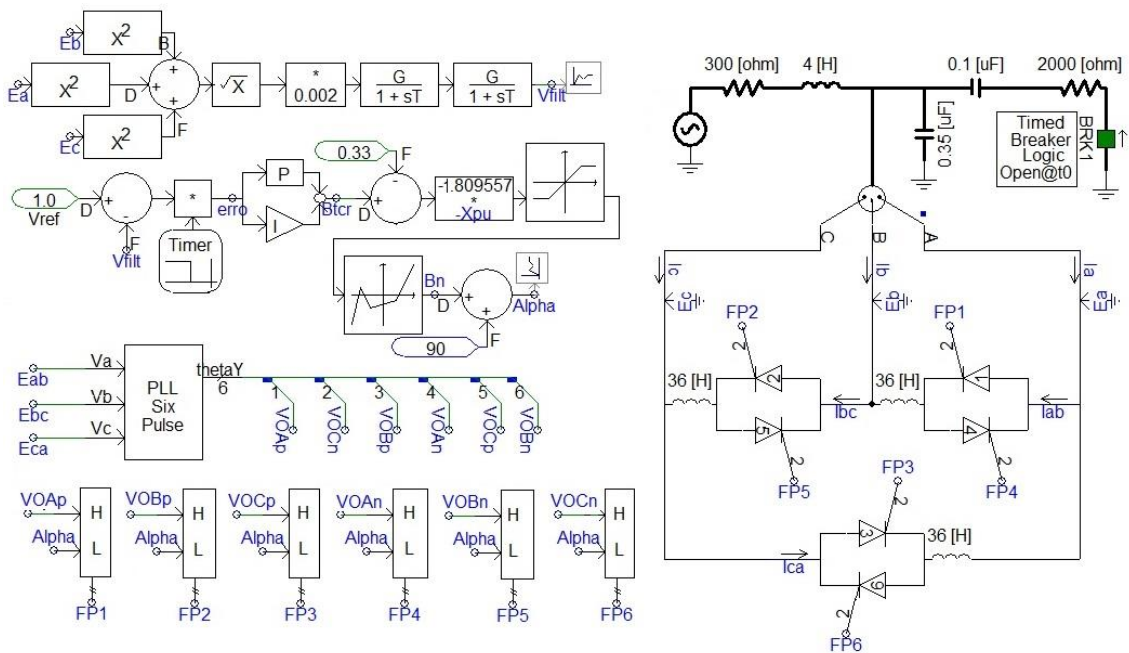 Eb
X²
B
Ea
X²
D
+
+
+
√X
*
0.002
G
1 + sT
G
1 + sT
Vfilt
Ec
X²
F
0.33
F
1.0
Vref
D
+
-
F
Vfilt
*
Timer
erro
P
I
Btcr
D
+
-
-1.809557
*
-Xpu
Bn
D
+
+
F
90
Alpha
Eab
Ebc
Eca
Va
Vb
Vc
PLL
Six
Pulse
thetaY
6
1
2
3
4
5
6
VOAp
VOCn
VOBp
VOAn
VOCp
VOBn
VOAp
H
Alpha
L
FP1
VOBp
H
Alpha
L
FP2
VOCp
H
Alpha
L
FP3
VOAn
H
Alpha
L
FP4
VOBn
H
Alpha
L
FP5
VOCn
H
Alpha
L
FP6
300 [ohm]
4 [H]
0.1 [uF]
2000 [ohm]
0.35 [uF]
Timed
Breaker
Logic
Open@t0
BRK1
C
B
A
Ic
Ib
Ia
Ec
Eb
Ea
FP2
2
FP1
2
36 [H]
2
5
Ibc
36 [H]
1
4
Iab
2
FP5
2
FP4
FP3
2
3
36 [H]
Ica
6
2
FP6